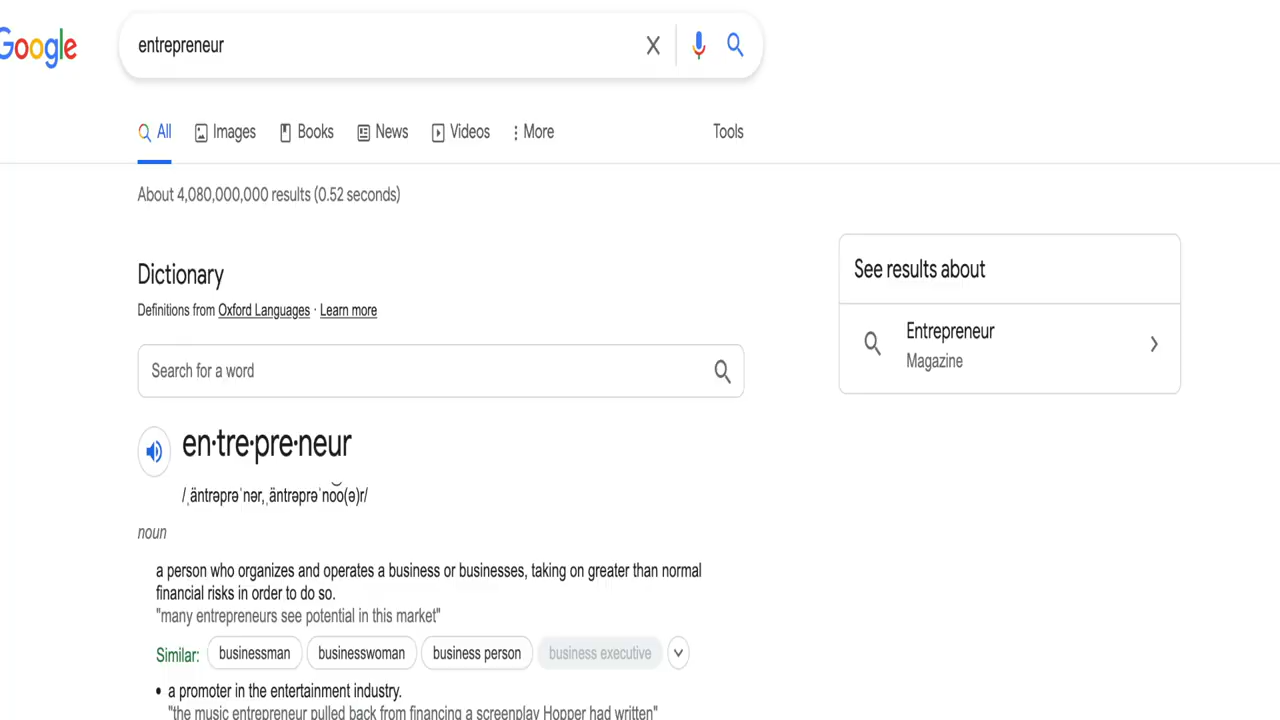 Google
entrepreneur
All Images Books News Videos More Tools
About 4,080,000,000 results (0.52 seconds)
See results about
Dictionary
Definitions from Oxford Languages · Learn more
Entrepreneur
Magazine
Search for a word
en·tre·pre·neur
/ˌäntrəprəˈnər,ˌäntrəprəˈno͝o(ə)r/
noun
a person who organizes and operates a business or businesses, taking on greater than normal
financial risks in order to do so.
"many entrepreneurs see potential in this market"
Similar: businessman businesswoman business person business executive
• a promoter in the entertainment industry.
"the music entrepreneur pulled back from financing a screenplay Hopper had written"